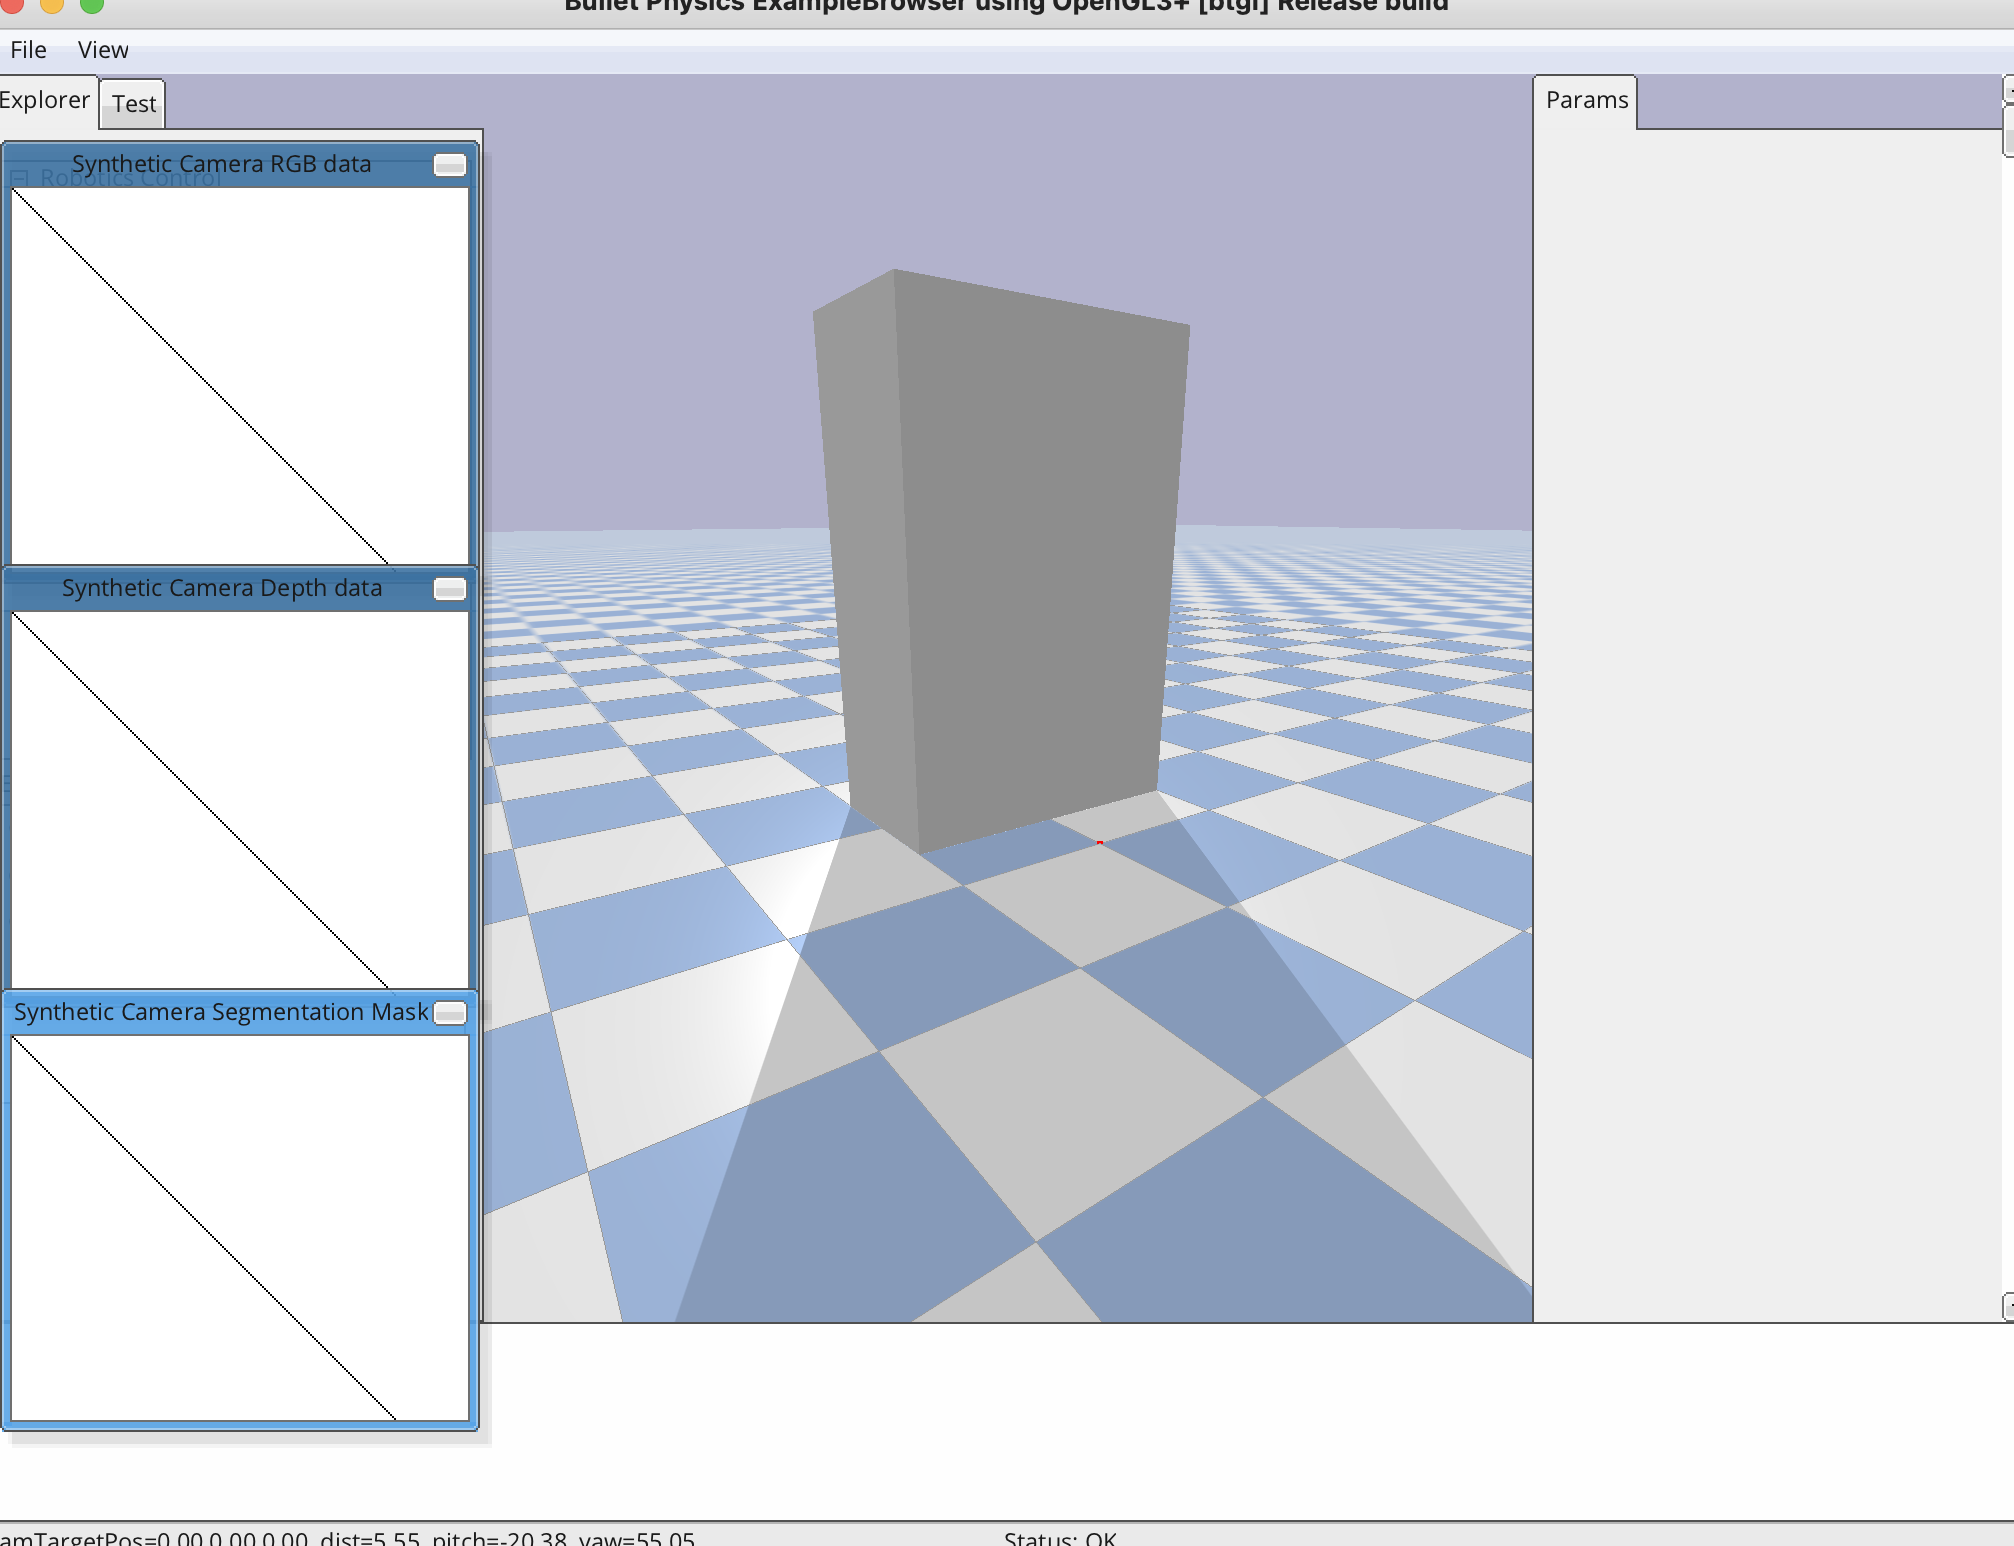 Bullet Physics ExampleBrowser using OpenGL3+ [btgl] Release build
File View
Explorer Test Params
Synthetic Camera RGB data
Robotics Control
Synthetic Camera Depth data
Synthetic Camera Segmentation Mask
amTargetPos=0.00,0.00,0.00, dist=5.55, pitch=-20.38, yaw=55.05 Status: OK